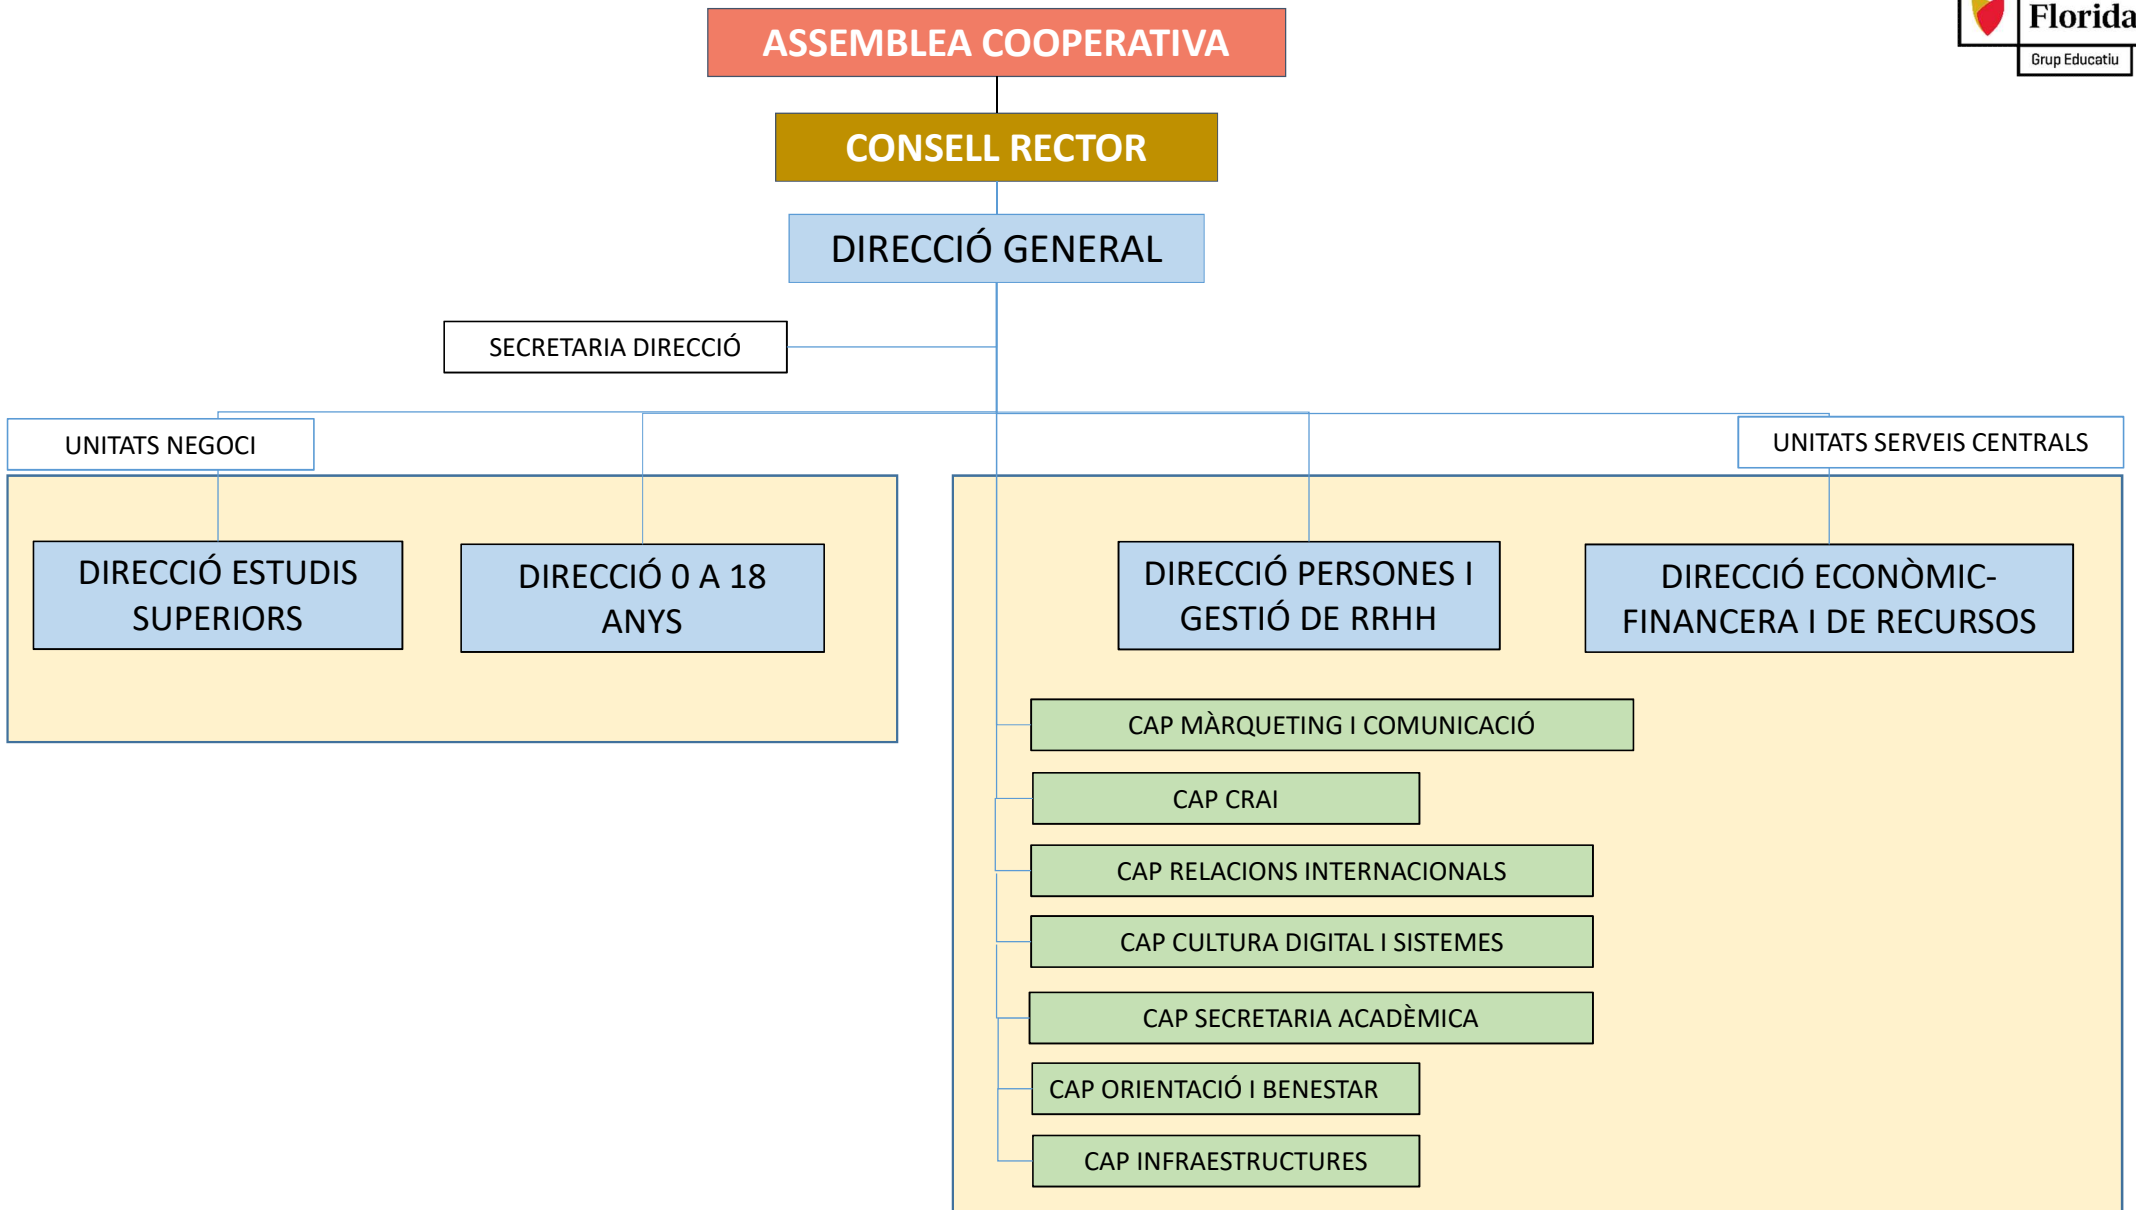 Florida
Grup Educatiu
ASSEMBLEA COOPERATIVA
CONSELL RECTOR
DIRECCIÓ GENERAL
SECRETARIA DIRECCIÓ
UNITATS NEGOCI
UNITATS SERVEIS CENTRALS
DIRECCIÓ ESTUDIS
SUPERIORS
DIRECCIÓ 0 A 18
ANYS
DIRECCIÓ PERSONES I
GESTIÓ DE RRHH
DIRECCIÓ ECONÒMIC-
FINANCERA I DE RECURSOS
CAP MÀRQUETING I COMUNICACIÓ
CAP CRAI
CAP RELACIONS INTERNACIONALS
CAP CULTURA DIGITAL I SISTEMES
CAP SECRETARIA ACADÈMICA
CAP ORIENTACIÓ I BENESTAR
CAP INFRAESTRUCTURES